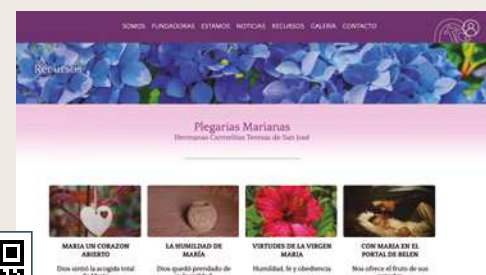 SOMOS FUNDADORAS ESTAMOS NOTICIAS RECURSOS GALERÍA CONTACTO
Recursos
Plegarias Marianas
Hermanas Carmelitas Teresas de San José
MARIA UN CORAZON
ABIERTO
Dios sintió la acogida total
LA HUMILDAD DE
MARÍA
Dios quedó prendado de
VIRTUDES DE LA VIRGEN
MARIA
Humildad, fe y obediencia
CON MARIA EN EL
PORTAL DE BELEN
Nos ofrece el fruto de sus